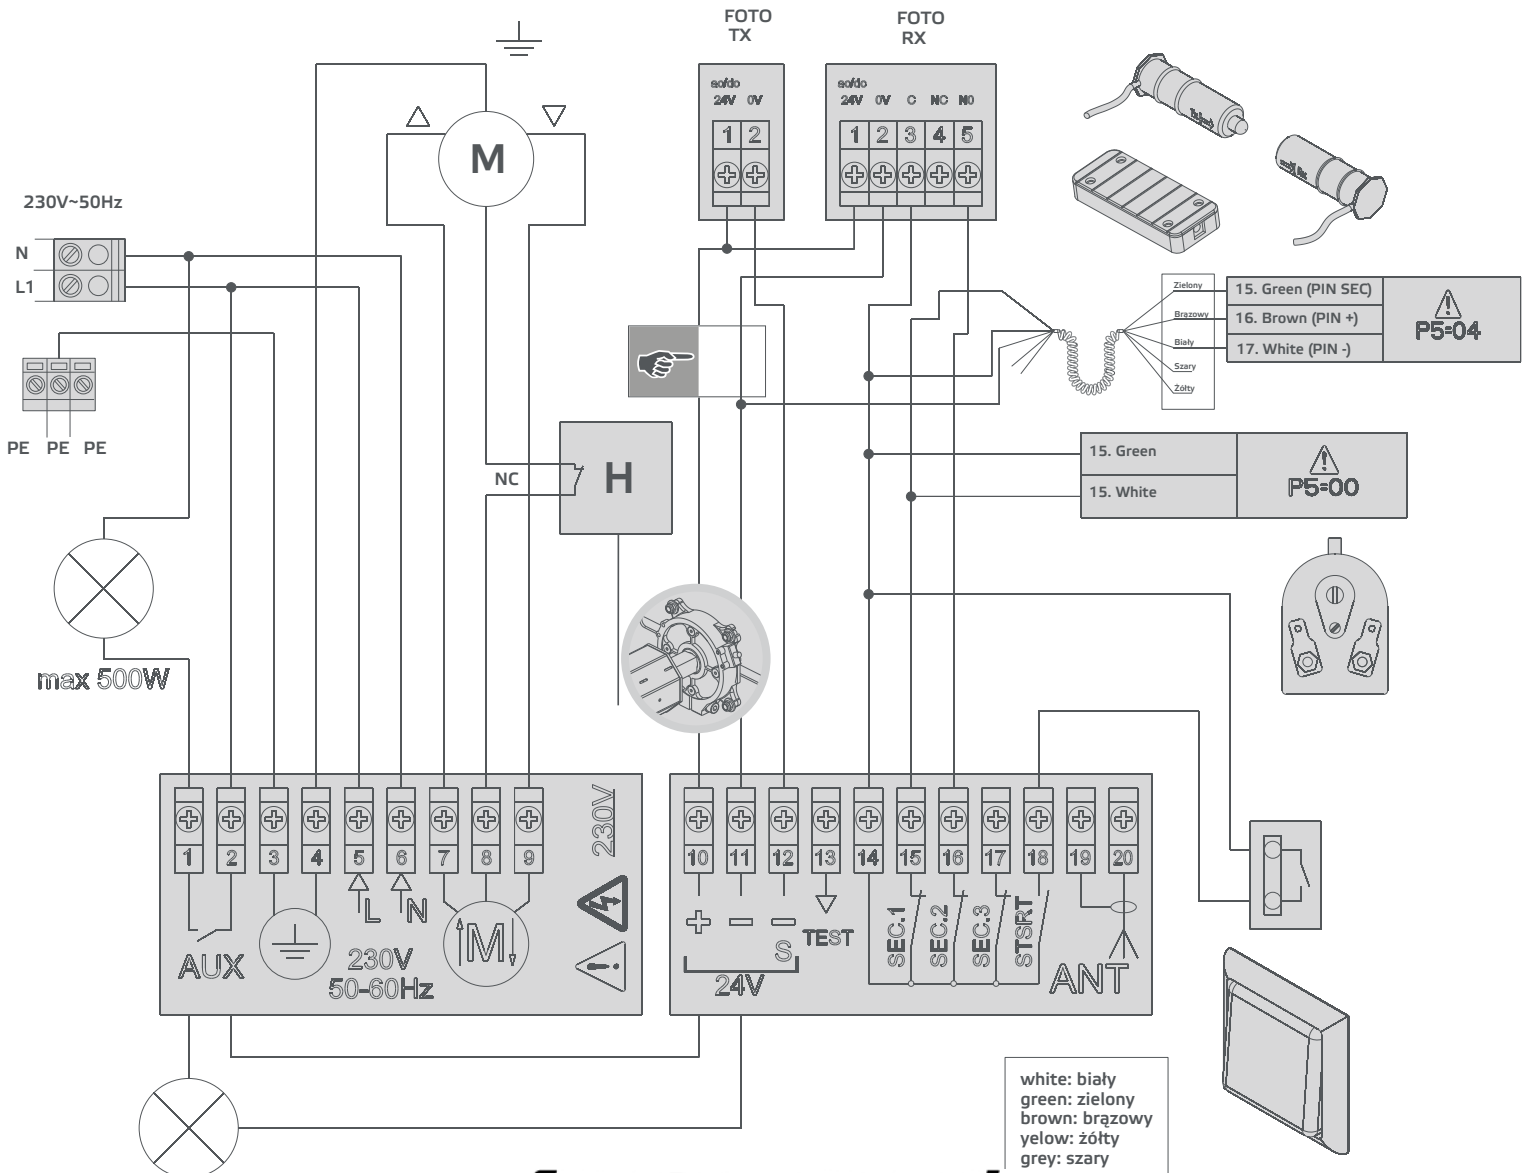 FOTO
TX
FOTO
RX
ac/dc
24V 0V
1 2
ac/dc
24V 0V C NC NO
1 2 3 4 5
M
230V~50Hz
N
L1
PE PE PE
Zielony
Brązowy
Biały
Szary
Żółty
15. Green (PIN SEC)
16. Brown (PIN +)
17. White (PIN -)
P5=04
NC
H
15. Green
15. White
P5=00
max 500W
1 2 3 4 5 6 7 8 9
230V
L N
AUX
230V
50-60Hz
M
10 11 12 13 14 15 16 17 18 19 20
+ - -
S
24V
TEST
SEC.1
SEC.2
SEC.3
STSRT
ANT
white: biały
green: zielony
brown: brązowy
yelow: żółty
grey: szary